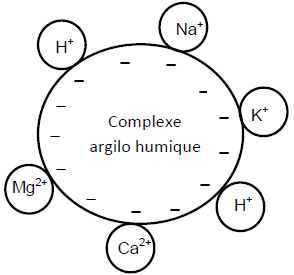 Na⁺
H⁺
K⁺
Complexe
argilo humique
Mg²⁺
H⁺
Ca²⁺